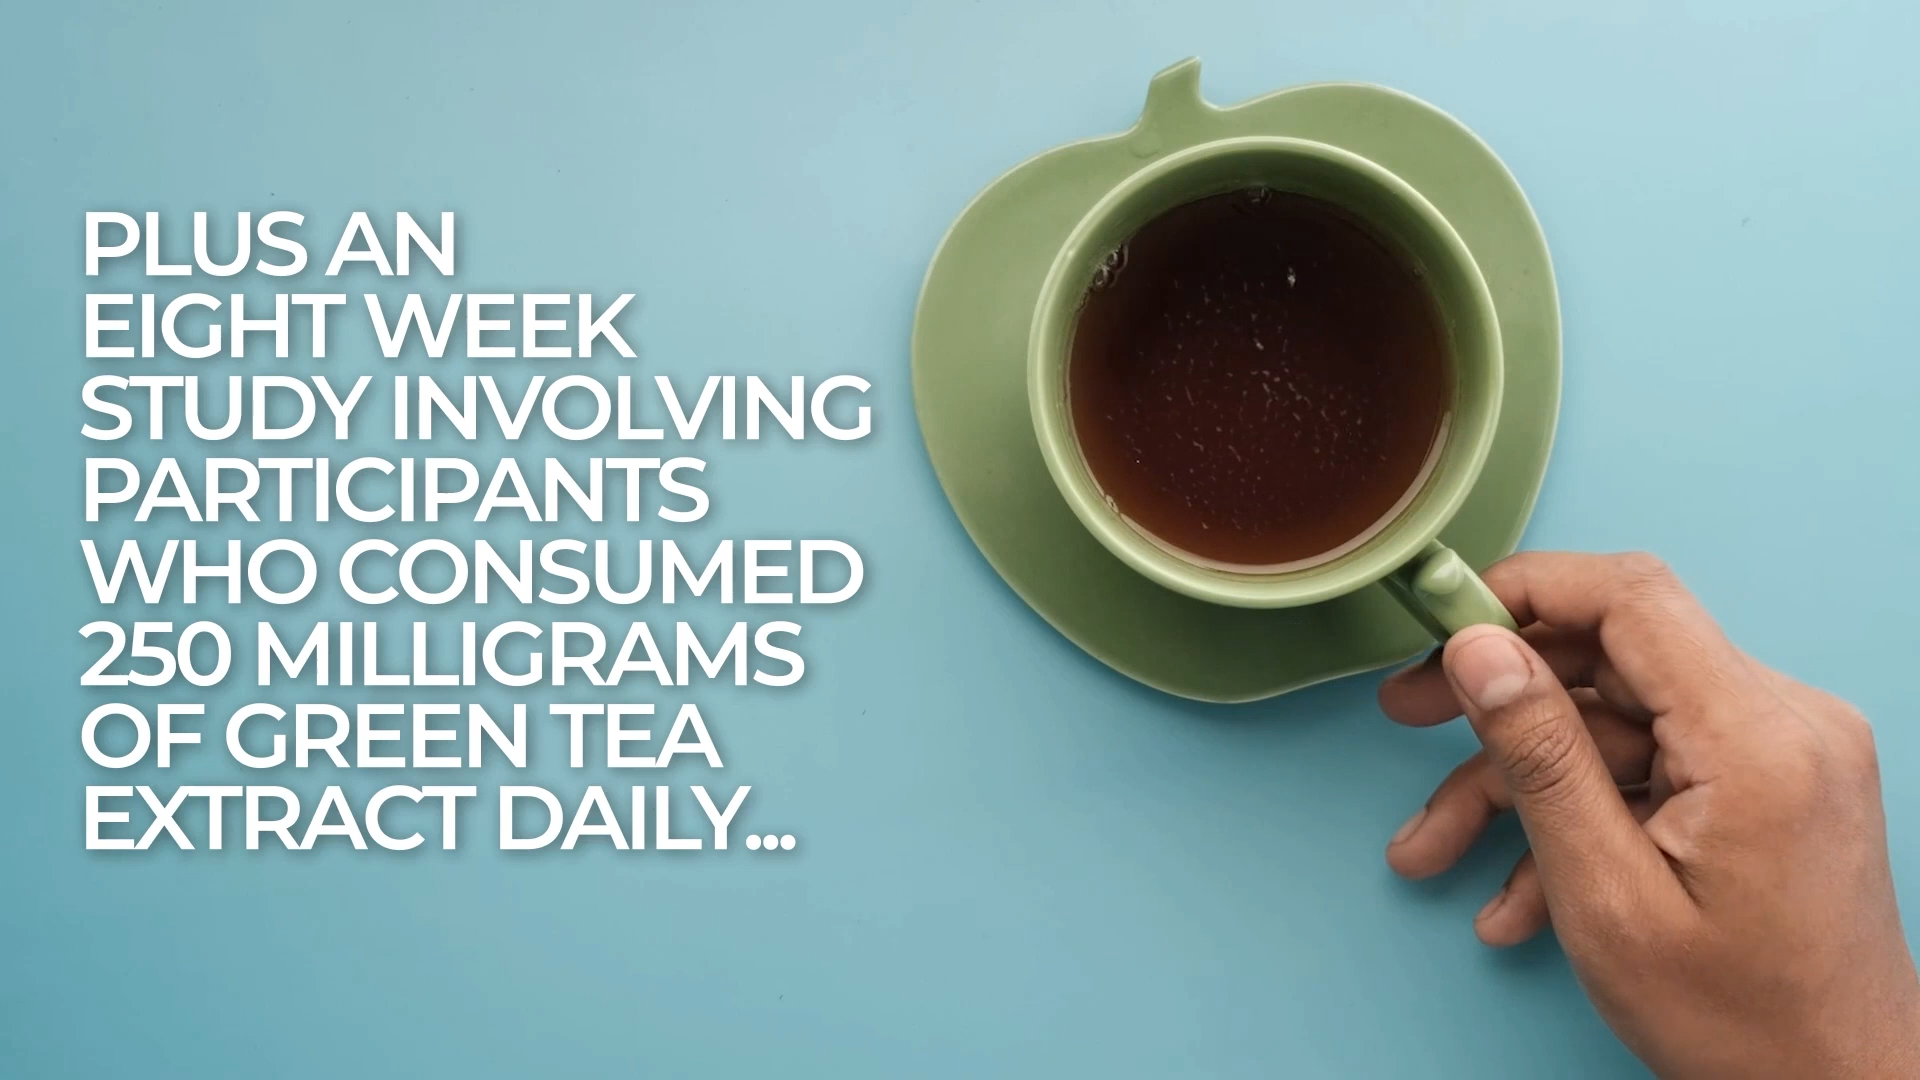 PLUS AN
EIGHT WEEK
STUDY INVOLVING
PARTICIPANTS
WHO CONSUMED
250 MILLIGRAMS
OF GREEN TEA
EXTRACT DAILY...